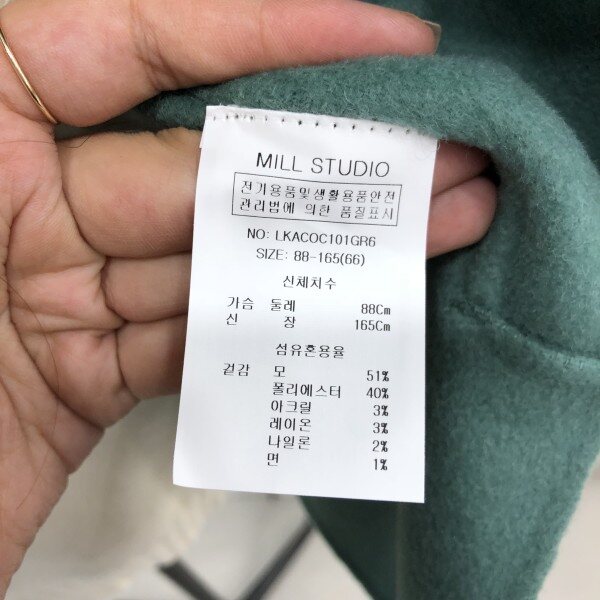 MILL STUDIO
전기용품및생활용품안전
관리법에 의한 품질표시
NO: LKACOC101GR6
SIZE: 88-165(66)
신체치수
가슴 둘레 88Cm
신 장 165Cm
섬유혼용율
겉감 모 51%
폴리에스터 40%
아크릴 3%
레이온 3%
나일론 2%
면 1%